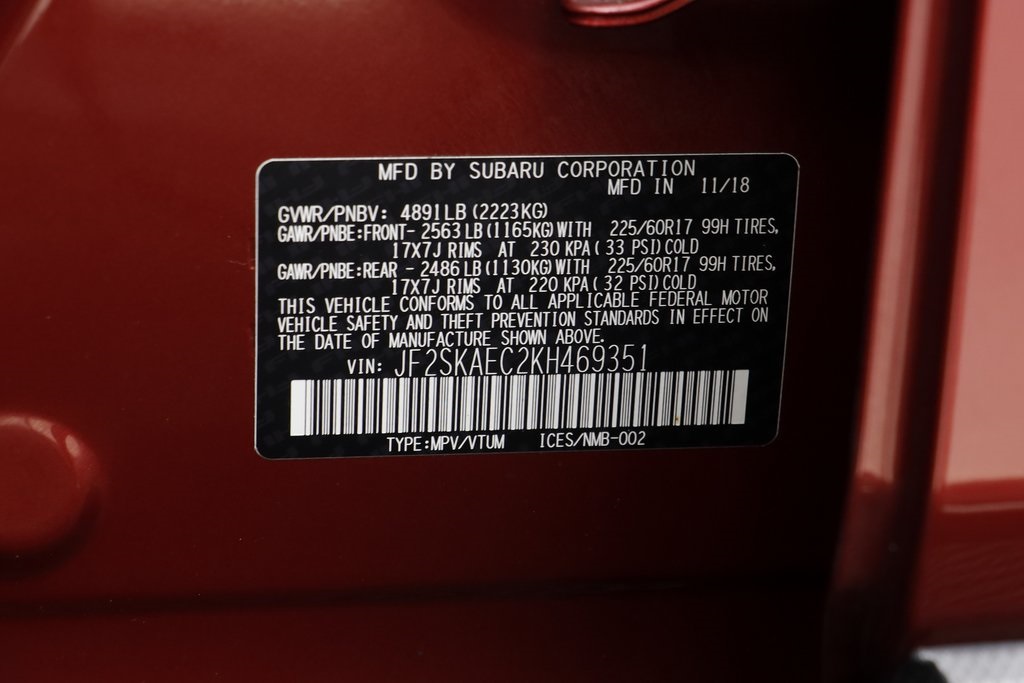 MFD BY SUBARU CORPORATION
MFD IN 11/18
GVWR/PNBV: 4891LB (2223KG)
GAWR/PNBE:FRONT- 2563 LB (1165KG) WITH 225/60R17 99H TIRES,
17X7J RIMS AT 230 KPA ( 33 PSI) COLD
GAWR/PNBE:REAR - 2486 LB (1130KG) WITH 225/60R17 99H TIRES,
17X7J RIMS AT 220 KPA ( 32 PSI) COLD
THIS VEHICLE CONFORMS TO ALL APPLICABLE FEDERAL MOTOR
VEHICLE SAFETY AND THEFT PREVENTION STANDARDS IN EFFECT ON
THE DATE OF MANUFACTURE SHOWN ABOVE.
VIN: JF2SKAEC2KH469351
TYPE:MPV/VTUM ICES/NMB-002